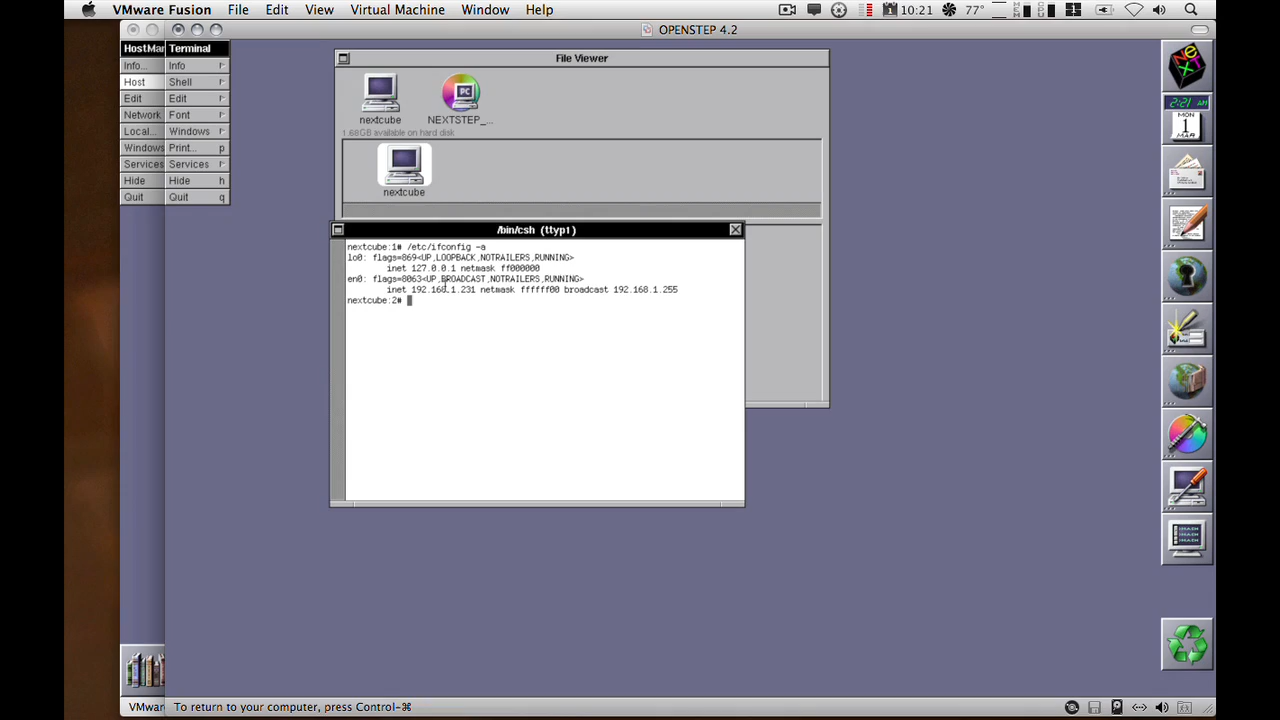 VMware Fusion File Edit View Virtual Machine Window Help 1 10:21 77° MEM CPU
OPENSTEP 4.2
HostMar
Info...
Host
Edit
Network
Local...
Windows
Services
Hide
Quit
Terminal
Info
Shell
Edit
Font
Windows
Print... p
Services
Hide h
Quit q
File Viewer
nextcube
PC
NEXTSTEP_...
1.68GB available on hard disk
nextcube
/bin/csh (ttyp1)
nextcube:1# /etc/ifconfig -a
lo0: flags=869<UP,LOOPBACK,NOTRAILERS,RUNNING>
inet 127.0.0.1 netmask ff000000
en0: flags=8063<UP,BROADCAST,NOTRAILERS,RUNNING>
inet 192.168.1.231 netmask ffffff00 broadcast 192.168.1.255
nextcube:2#
NeXT
2:21 AM
MON
1
MAR
VMwar
To return to your computer, press Control-⌘